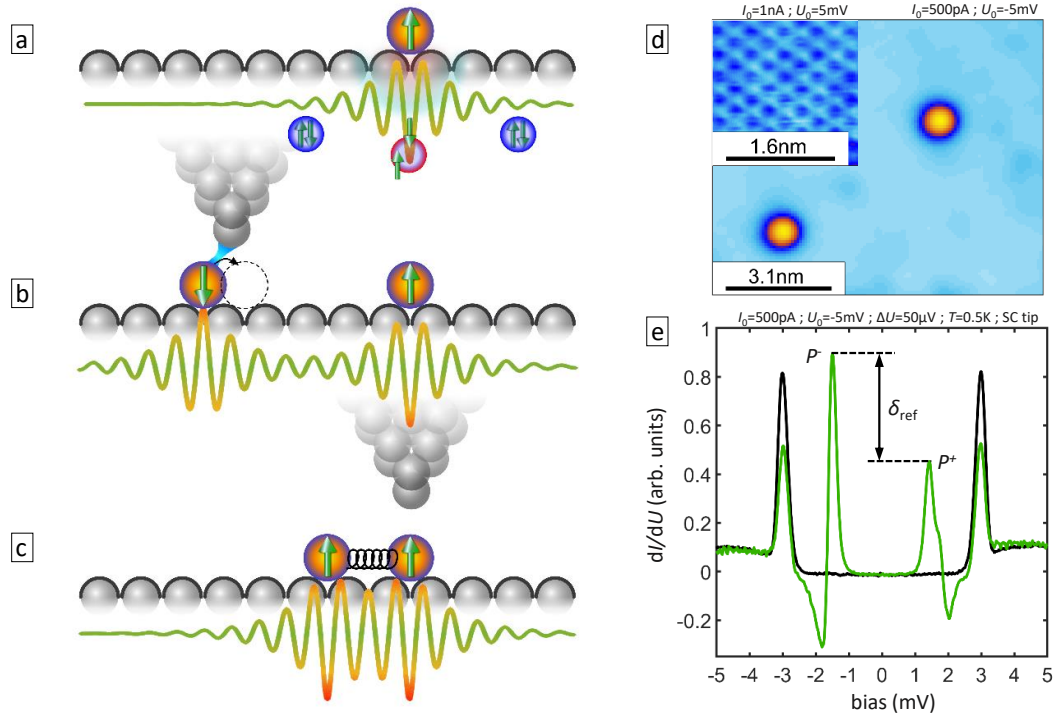 a
b
c
d
I₀=1nA ; U₀=5mV
I₀=500pA ; U₀=-5mV
1.6nm
3.1nm
e
I₀=500pA ; U₀=-5mV ; ΔU=50µV ; T=0.5K ; SC tip
1
0.8
0.6
0.4
0.2
0
-0.2
dI/dU (arb. units)
P⁻
δref
P⁺
-5 -4 -3 -2 -1 0 1 2 3 4 5
bias (mV)